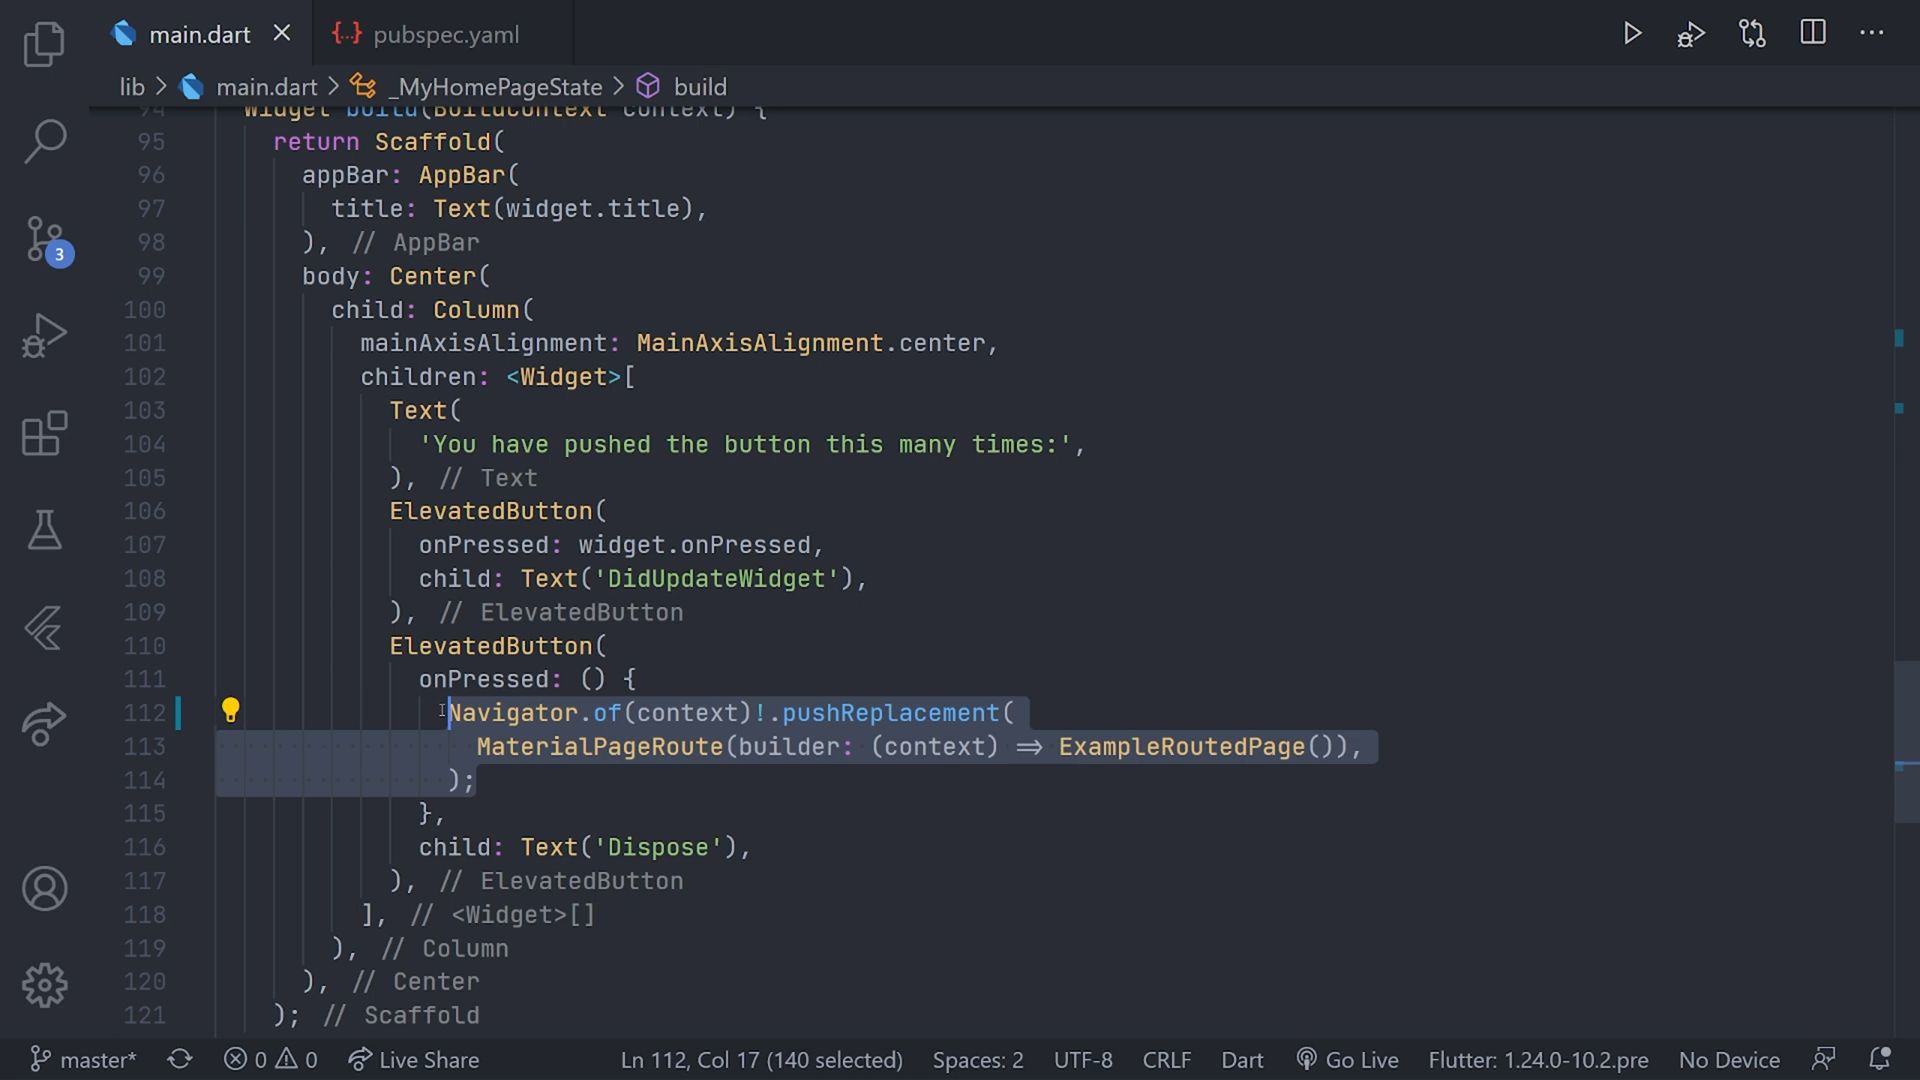 main.dart
{..} pubspec.yaml
lib > main.dart > _MyHomePageState > build
94 Widget build(BuildContext context) {
95 return Scaffold(
96 appBar: AppBar(
97 title: Text(widget.title),
98 ), // AppBar
99 body: Center(
100 child: Column(
101 mainAxisAlignment: MainAxisAlignment.center,
102 children: <Widget>[
103 Text(
104 'You have pushed the button this many times:',
105 ), // Text
106 ElevatedButton(
107 onPressed: widget.onPressed,
108 child: Text('DidUpdateWidget'),
109 ), // ElevatedButton
110 ElevatedButton(
111 onPressed: () {
112 Navigator.of(context)!.pushReplacement(
113 MaterialPageRoute(builder: (context) => ExampleRoutedPage()),
114 );
115 },
116 child: Text('Dispose'),
117 ), // ElevatedButton
118 ], // <Widget>[]
119 ), // Column
120 ), // Center
121 ); // Scaffold
3
master* 0 0 Live Share Ln 112, Col 17 (140 selected) Spaces: 2 UTF-8 CRLF Dart Go Live Flutter: 1.24.0-10.2.pre No Device